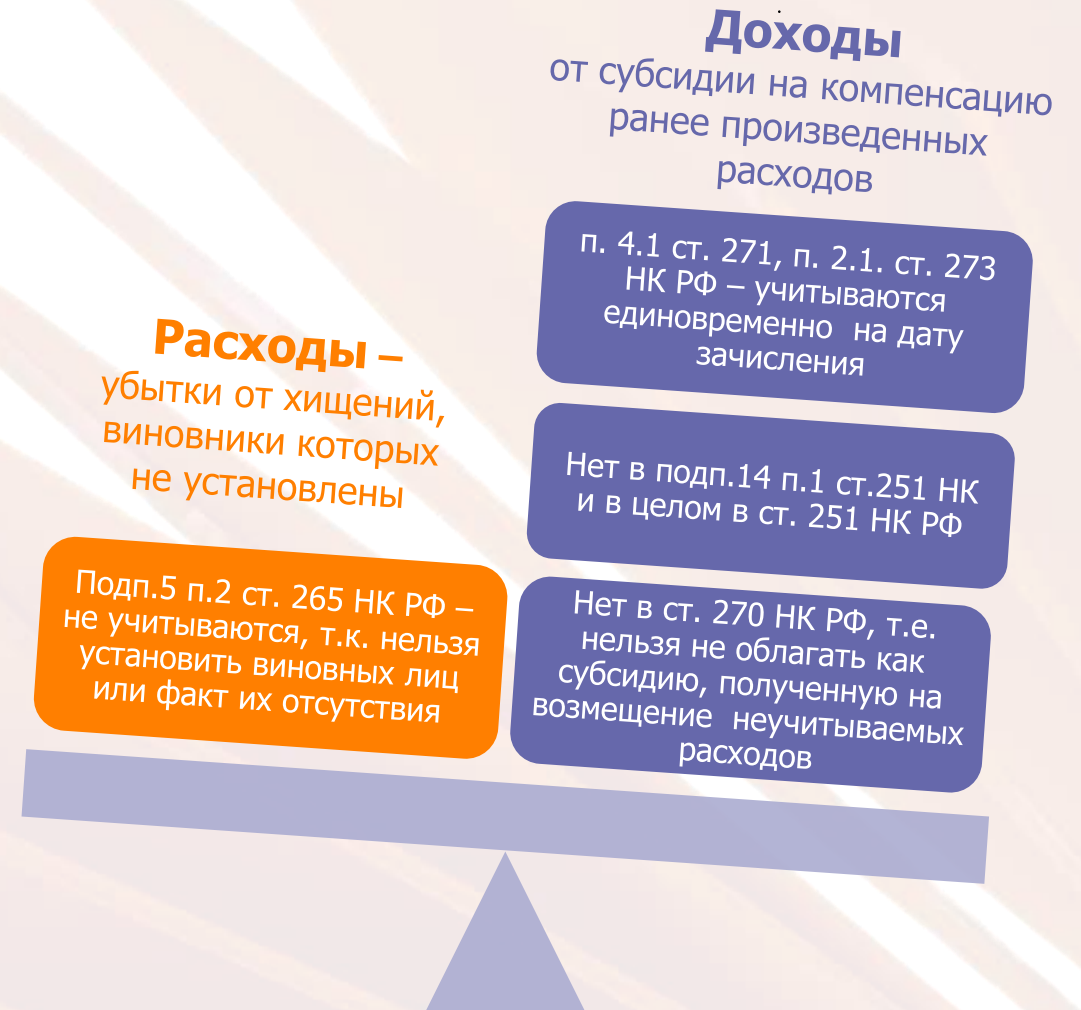 Доходы
от субсидии на компенсацию
ранее произведенных
расходов
п. 4.1 ст. 271, п. 2.1. ст. 273
НК РФ – учитываются
единовременно на дату
зачисления
Нет в подп.14 п.1 ст.251 НК
и в целом в ст. 251 НК РФ
Нет в ст. 270 НК РФ, т.е.
нельзя не облагать как
субсидию, полученную на
возмещение неучитываемых
расходов
Расходы –
убытки от хищений,
виновники которых
не установлены
Подп.5 п.2 ст. 265 НК РФ –
не учитываются, т.к. нельзя
установить виновных лиц
или факт их отсутствия